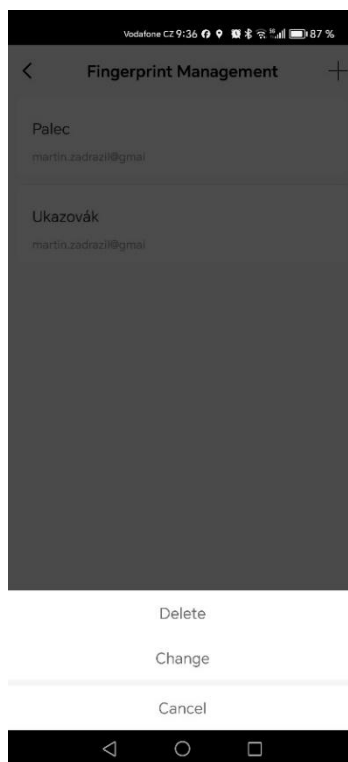 Vodafone CZ 9:36 87 %
Fingerprint Management
Palec
martin.zadrazil@gmai
Ukazovák
martin.zadrazil@gmai
Delete
Change
Cancel